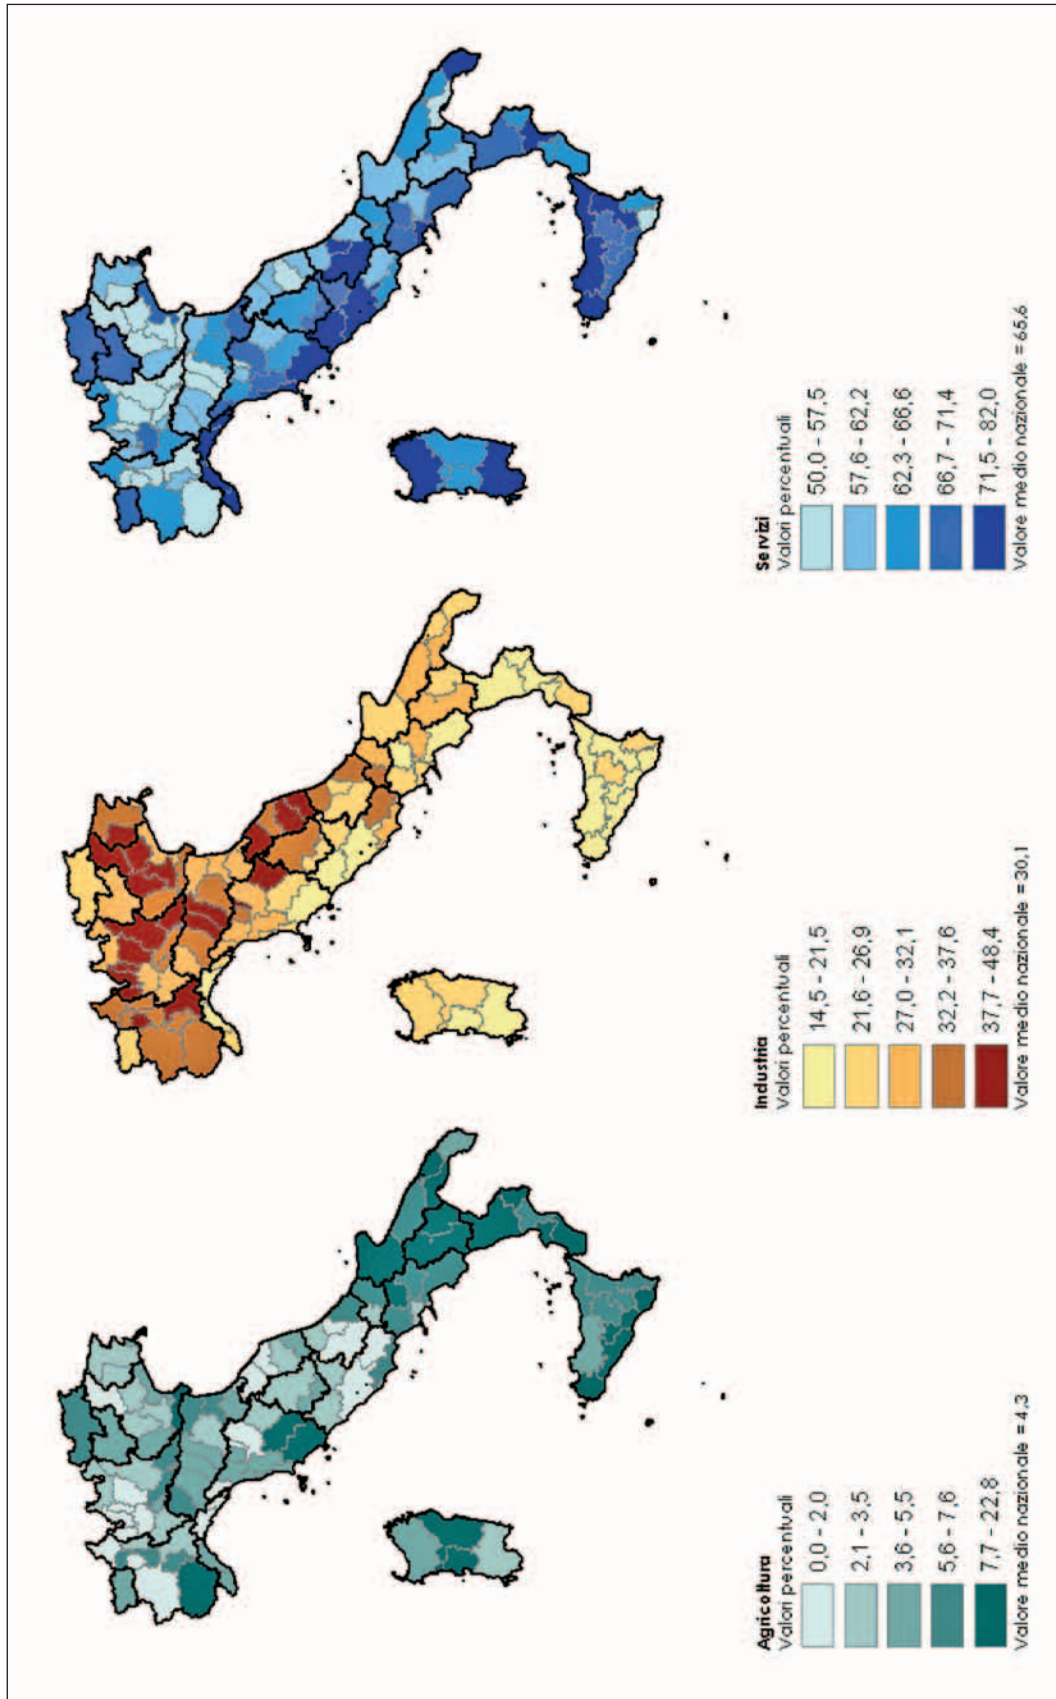 Agricoltura
Valori percentuali
0,0 - 2,0
2,1 - 3,5
3,6 - 5,5
5,6 - 7,6
7,7 - 22,8
Valore medio nazionale = 4,3
Industria
Valori percentuali
14,5 - 21,5
21,6 - 26,9
27,0 - 32,1
32,2 - 37,6
37,7 - 48,4
Valore medio nazionale = 30,1
Servizi
Valori percentuali
50,0 - 57,5
57,6 - 62,2
62,3 - 66,6
66,7 - 71,4
71,5 - 82,0
Valore medio nazionale = 65,6